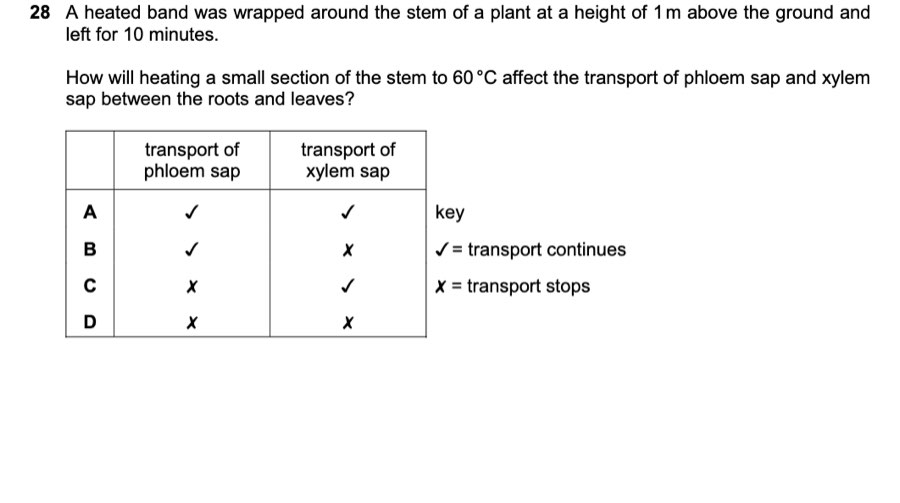 28 A heated band was wrapped around the stem of a plant at a height of 1 m above the ground and
left for 10 minutes.
How will heating a small section of the stem to 60 °C affect the transport of phloem sap and xylem
sap between the roots and leaves?
transport of phloem sap transport of xylem sap
A ✓ ✓ key
B ✓ ✗ ✓ = transport continues
C ✗ ✓ ✗ = transport stops
D ✗ ✗